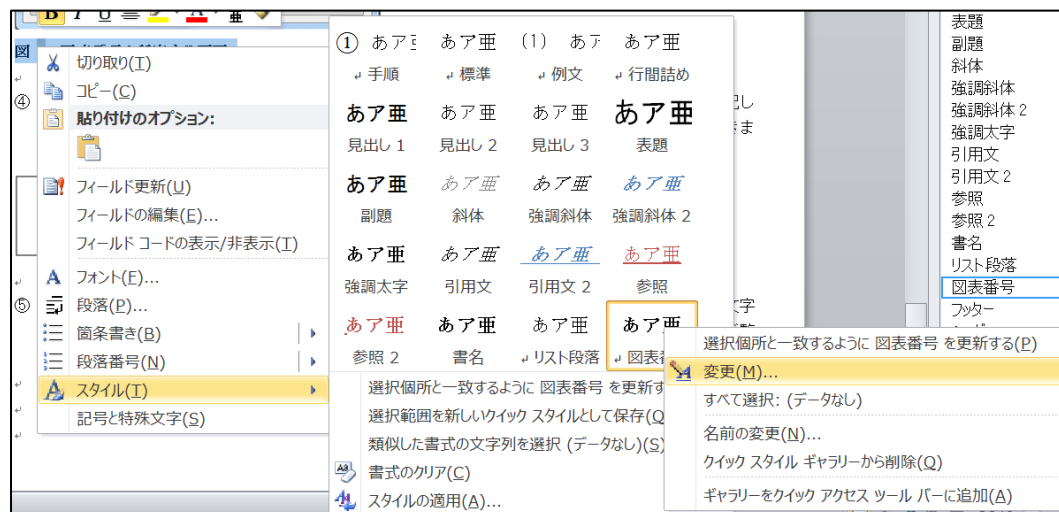 B I U A 亜
図
④
⑤
切り取り(T)
コピー(C)
貼り付けのオプション:
フィールド更新(U)
フィールドの編集(E)...
フィールド コードの表示/非表示(T)
フォント(F)...
段落(P)...
箇条書き(B)
段落番号(N)
スタイル(T)
記号と特殊文字(S)
① あアΞ あア亜 (1) あア あア亜
↲ 手順 ↲ 標準 ↲ 例文 ↲ 行間詰め
あア亜 あア亜 あア亜 あア亜
見出し 1 見出し 2 見出し 3 表題
あア亜 あア亜 あア亜 あア亜
副題 斜体 強調斜体 強調斜体 2
あア亜 あア亜 あア亜 あア亜
強調太字 引用文 引用文 2 参照
あア亜 あア亜 あア亜 あア亜
参照 2 書名 ↲ リスト段落 ↲ 図表
選択個所と一致するように 図表番号 を更新す
選択範囲を新しいクイック スタイルとして保存(Q
類似した書式の文字列を選択 (データなし)(S)
書式のクリア(C)
スタイルの適用(A)...
選択個所と一致するように 図表番号 を更新する(P)
変更(M)...
すべて選択: (データなし)
名前の変更(N)...
クイック スタイル ギャラリーから削除(Q)
ギャラリーをクイック アクセス ツール バーに追加(A)
記し
きま
文字
表題
副題
斜体
強調斜体
強調斜体 2
強調太字
引用文
引用文 2
参照
参照 2
書名
リスト段落
図表番号
フッター